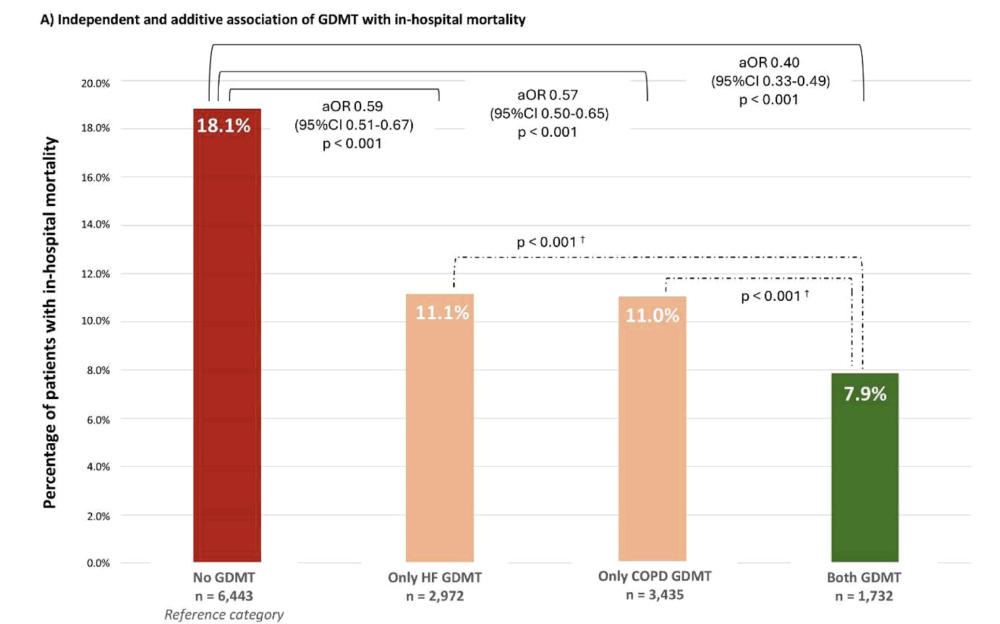 A) Independent and additive association of GDMT with in-hospital mortality
Percentage of patients with in-hospital mortality
20.0%
18.0%
16.0%
14.0%
12.0%
10.0%
8.0%
6.0%
4.0%
2.0%
0.0%
aOR 0.59
(95%CI 0.51-0.67)
p < 0.001
aOR 0.57
(95%CI 0.50-0.65)
p < 0.001
aOR 0.40
(95%CI 0.33-0.49)
p < 0.001
p < 0.001 †
p < 0.001 †
18.1%
11.1%
11.0%
7.9%
No GDMT
n = 6,443
Reference category
Only HF GDMT
n = 2,972
Only COPD GDMT
n = 3,435
Both GDMT
n = 1,732